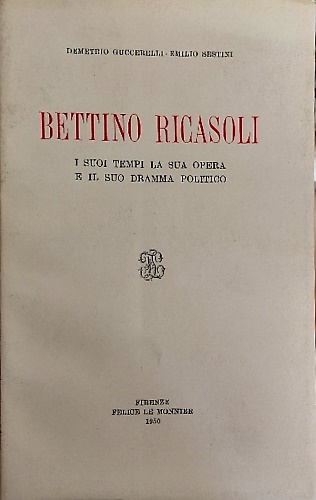 DEMETRIO GUCCERELLI - EMILIO SESTINI
BETTINO RICASOLI
I SUOI TEMPI LA SUA OPERA
E IL SUO DRAMMA POLITICO
FIRENZE
FELICE LE MONNIER
1950